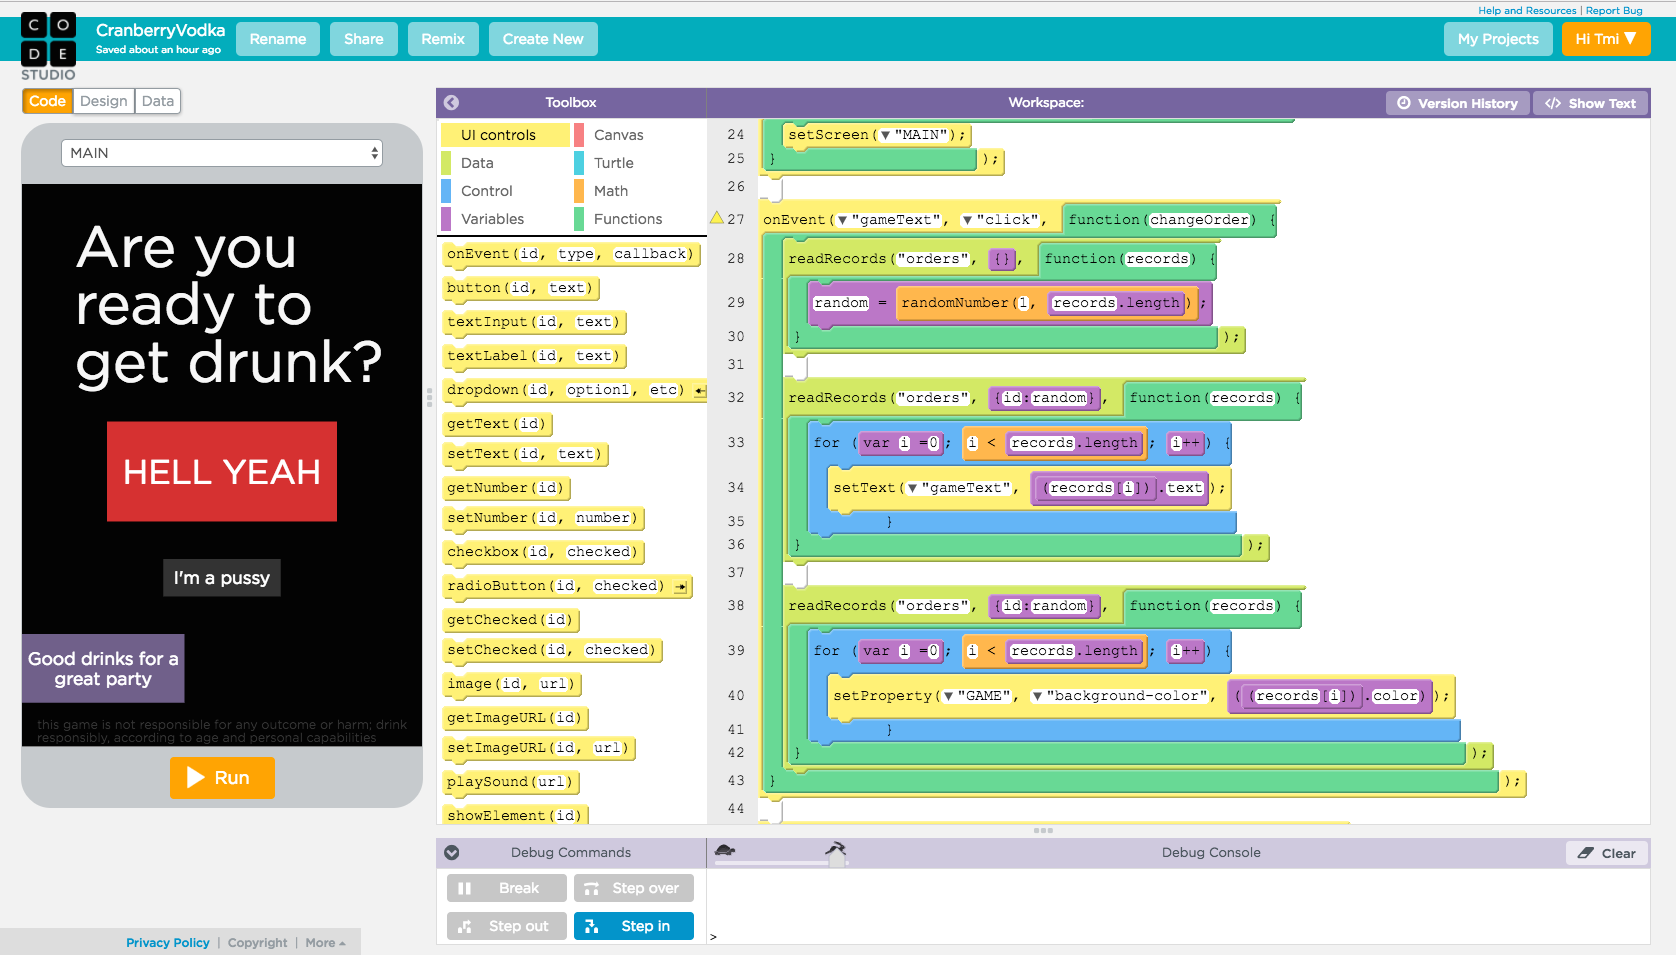 Help and Resources | Report Bug
CODE
STUDIO
CranberryVodka
Saved about an hour ago
Rename
Share
Remix
Create New
My Projects
Hi Tmi ▼
Code
Design
Data
MAIN
Are you
ready to
get drunk?
HELL YEAH
I'm a pussy
Good drinks for a
great party
this game is not responsible for any outcome or harm; drink
responsibly, according to age and personal capabilities
Run
Toolbox
UI controls
Canvas
Data
Turtle
Control
Math
Variables
Functions
onEvent(id, type, callback)
button(id, text)
textInput(id, text)
textLabel(id, text)
dropdown(id, option1, etc)
getText(id)
setText(id, text)
getNumber(id)
setNumber(id, number)
checkbox(id, checked)
radioButton(id, checked)
getChecked(id)
setChecked(id, checked)
image(id, url)
getImageURL(id)
setImageURL(id, url)
playSound(url)
showElement(id)
Workspace:
Version History
</> Show Text
24 setScreen(▼"MAIN");
25 } );
26
27 onEvent(▼"gameText", ▼"click", function(changeOrder) {
28 readRecords("orders", {}, function(records) {
29 random = randomNumber(1, records.length);
30 } );
31
32 readRecords("orders", {id:random}, function(records) {
33 for (var i =0; i < records.length; i++) {
34 setText(▼"gameText", (records[i]).text);
35 }
36 } );
37
38 readRecords("orders", {id:random}, function(records) {
39 for (var i =0; i < records.length; i++) {
40 setProperty(▼"GAME", ▼"background-color", ((records[i]).color));
41 }
42 } );
43 } );
44
Debug Commands
Debug Console
Clear
Break
Step over
Step out
Step in
>
Privacy Policy | Copyright | More